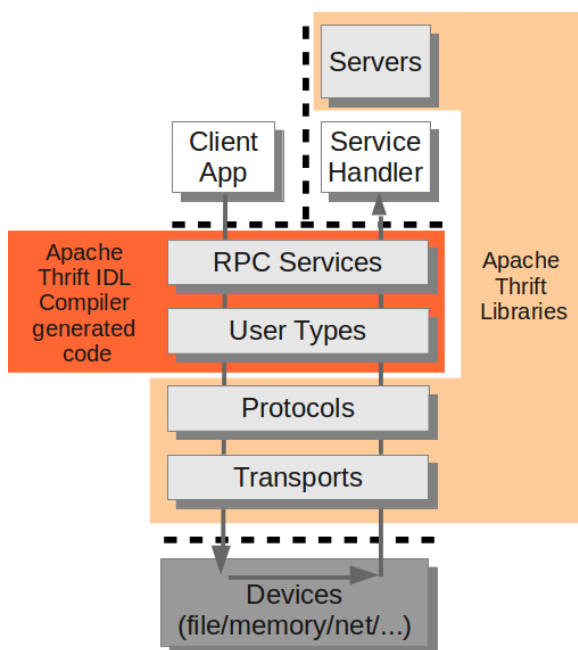 Servers
Client
App
Service
Handler
Apache
Thrift IDL
Compiler
generated
code
RPC Services
User Types
Apache
Thrift
Libraries
Protocols
Transports
Devices
(file/memory/net/...)